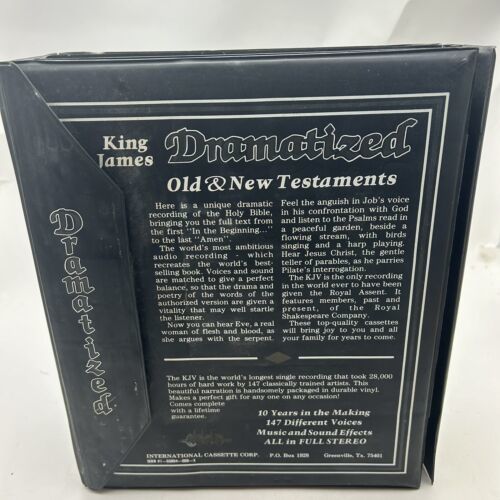 King James Dramatized
Old & New Testaments
Here is a unique dramatic
recording of the Holy Bible,
bringing you the full text from
the first "In the Beginning..."
to the last "Amen".
The world's most ambitious
audio recording - which
recreates the world's best-
selling book. Voices and sound
are matched to give a perfect
balance, so that the drama and
poetry of the words of the
authorized version are given a
vitality that may well startle
the listener.
Now you can hear Eve, a real
woman of flesh and blood, as
she argues with the serpent.
Feel the anguish in Job's voice
in his confrontation with God
and listen to the Psalms read in
a peaceful garden, beside a
flowing stream, with birds
singing and a harp playing.
Hear Jesus Christ, the gentle
teller of parables, as he parries
Pilate's interrogation.
The KJV is the only recording
in the world ever to have been
given the Royal Assent. It
features members, past and
present, of the Royal
Shakespeare Company.
These top-quality cassettes
will bring joy to you and all
your family for years to come.
The KJV is the world's longest single recording that took 28,000
hours of hard work by 147 classically trained artists. This
beautiful narration is handsomely packaged in durable vinyl.
Makes a perfect gift for any one on any occasion!
Comes complete
with a lifetime
guarantee.
10 Years in the Making
147 Different Voices
Music and Sound Effects
ALL in FULL STEREO
INTERNATIONAL CASSETTE CORP. P.O. Box 1928 Greenville, Tx. 75401
Dramatized